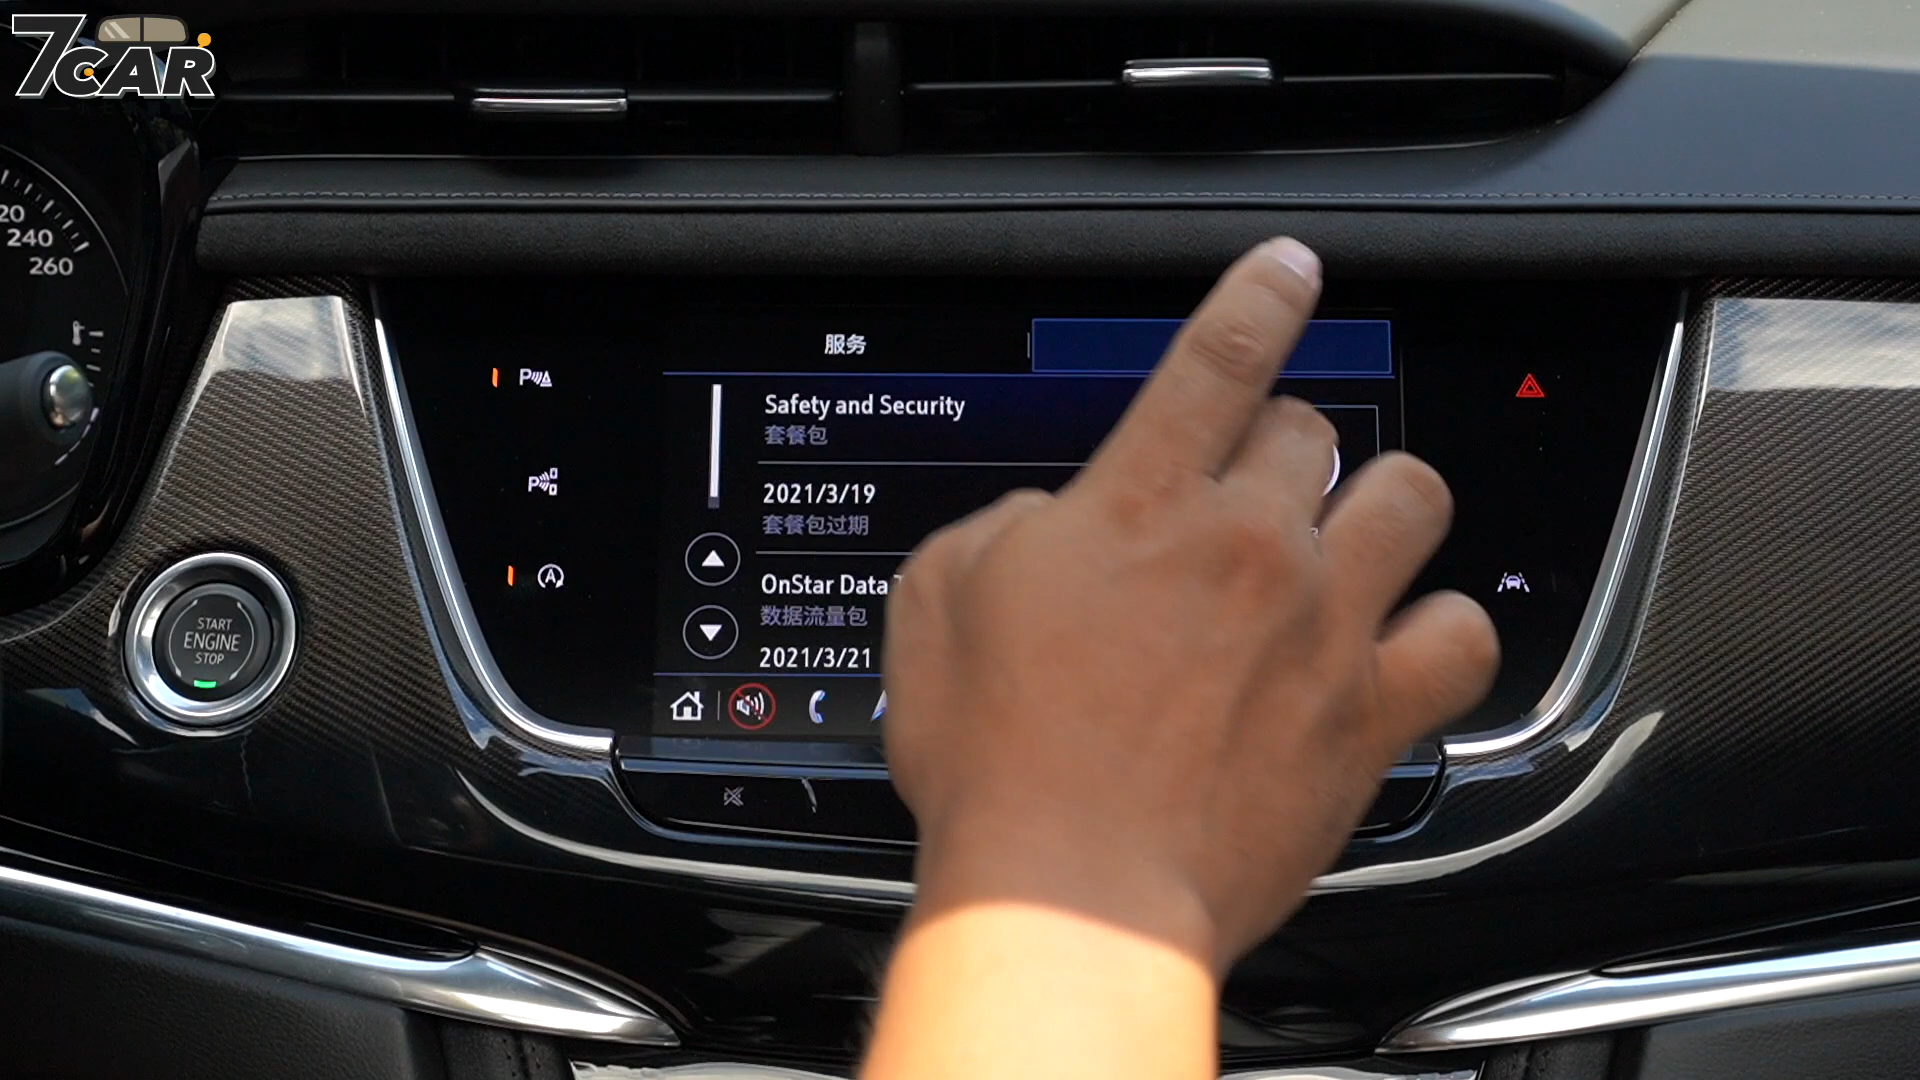 7CAR
20
240
260
服务
Safety and Security
套餐包
2021/3/19
套餐包过期
OnStar Data
数据流量包
2021/3/21
P
P
A
START
ENGINE
STOP